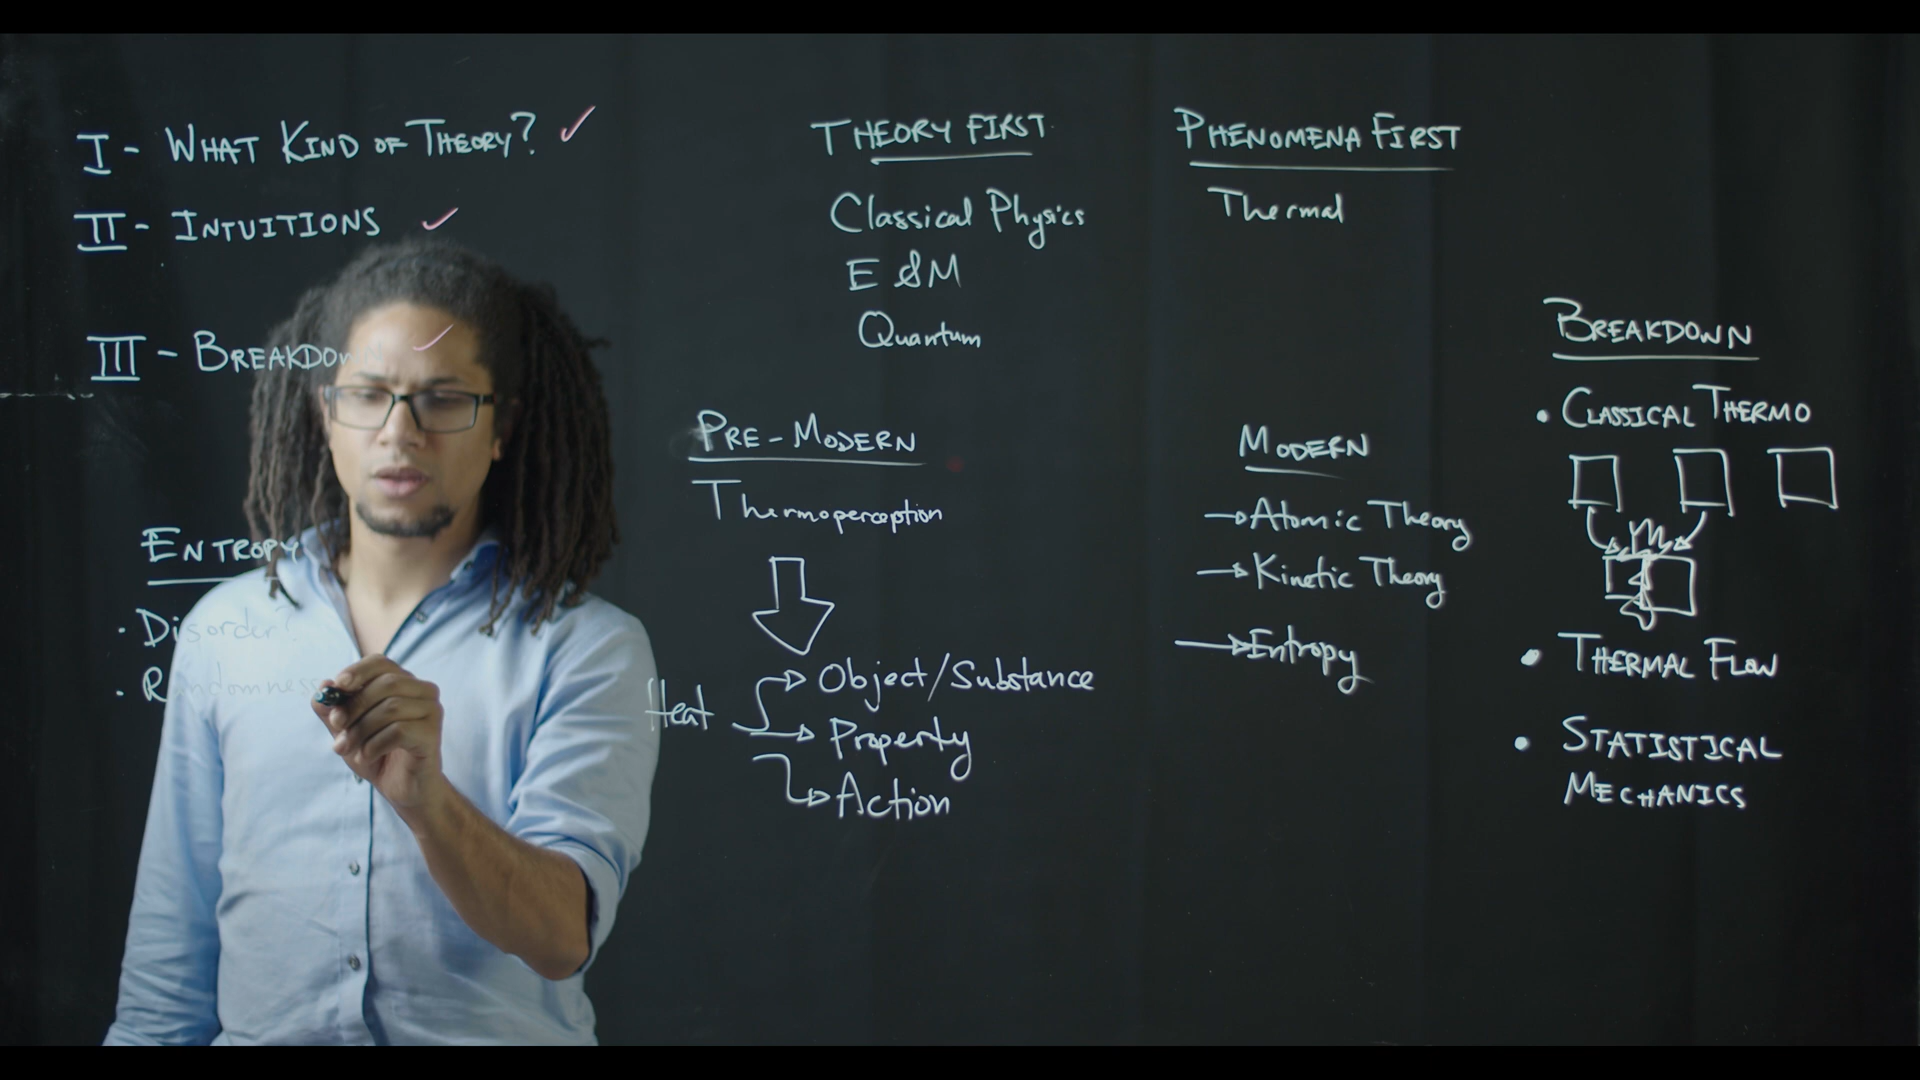 I - WHAT KIND OF THEORY? ✓
II - INTUITIONS ✓
III - BREAKDOWN ✓
ENTROPY
· Disorder?
· Randomness
THEORY FIRST
Classical Physics
E & M
Quantum
PHENOMENA FIRST
Thermal
PRE-MODERN
Thermoperception
Heat
Object/Substance
Property
Action
MODERN
→ Atomic Theory
→ Kinetic Theory
→ Entropy
BREAKDOWN
• CLASSICAL THERMO
• THERMAL FLOW
• STATISTICAL
MECHANICS